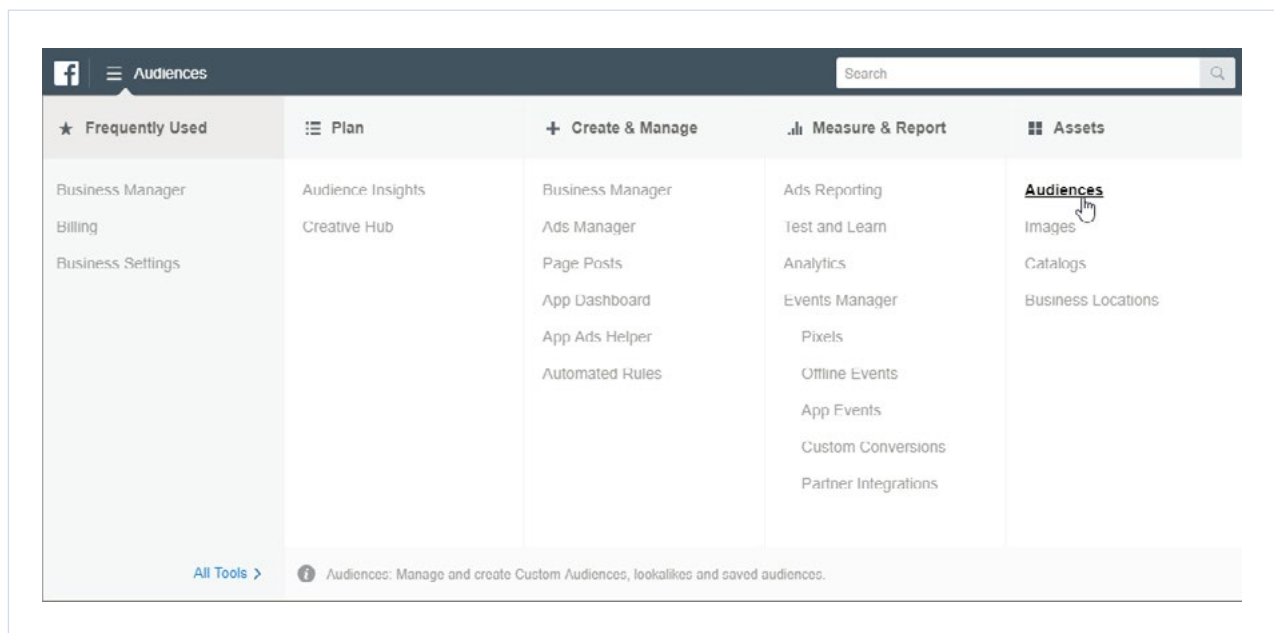 Audiences
Search
Frequently Used
Business Manager
Billing
Business Settings
All Tools
Plan
Audience Insights
Creative Hub
Create & Manage
Business Manager
Ads Manager
Page Posts
App Dashboard
App Ads Helper
Automated Rules
Measure & Report
Ads Reporting
Test and Learn
Analytics
Events Manager
Pixels
Offline Events
App Events
Custom Conversions
Partner Integrations
Assets
Audiences
Images
Catalogs
Business Locations
Audiences: Manage and create Custom Audiences, lookalikes and saved audiences.